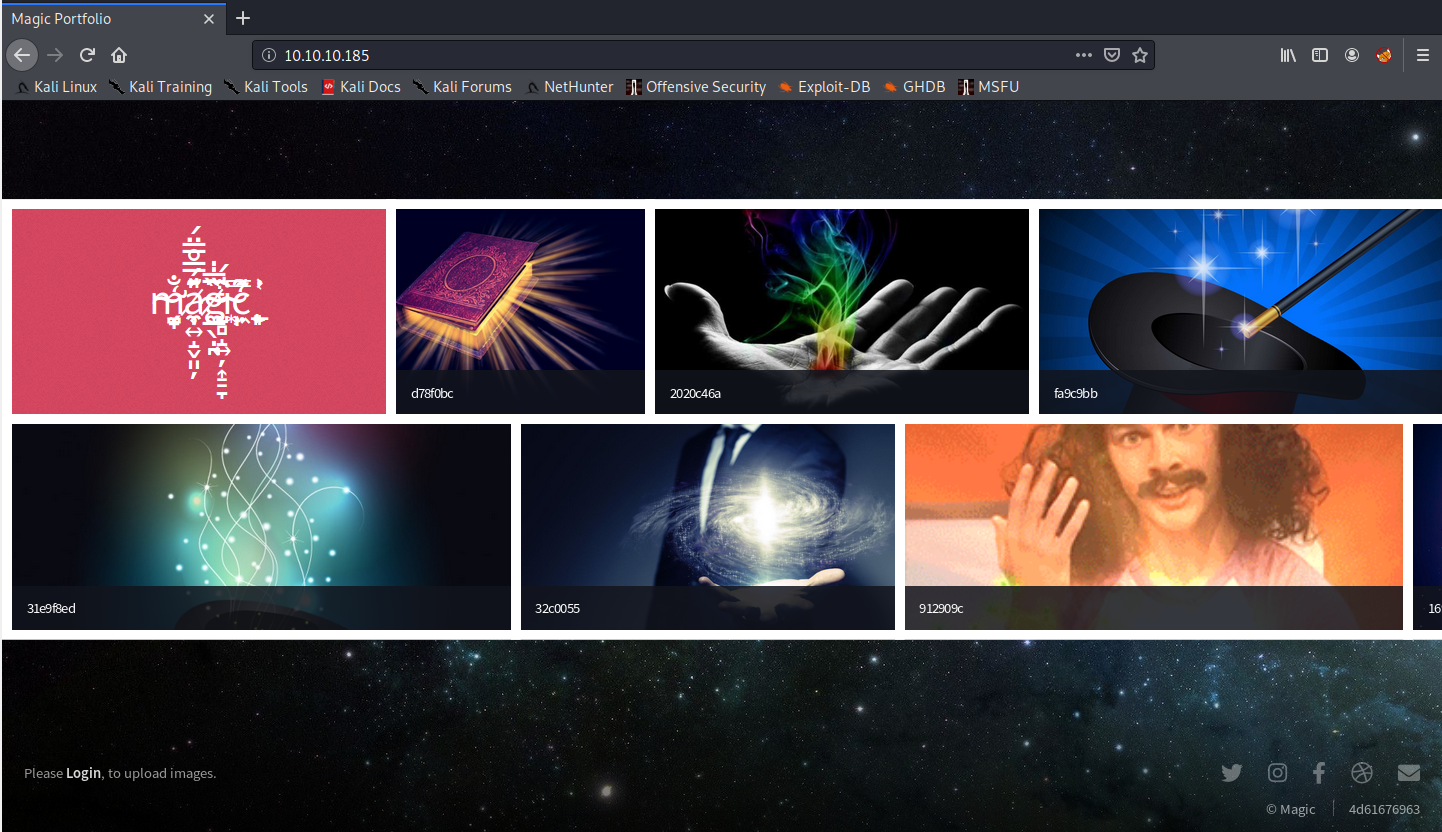 Magic Portfolio
10.10.10.185
Kali Linux Kali Training Kali Tools Kali Docs Kali Forums NetHunter Offensive Security Exploit-DB GHDB MSFU
magic
d78f0bc 2020c46a fa9c9bb
31e9f8ed 32c0055 912909c 16
Please Login, to upload images.
© Magic 4d61676963